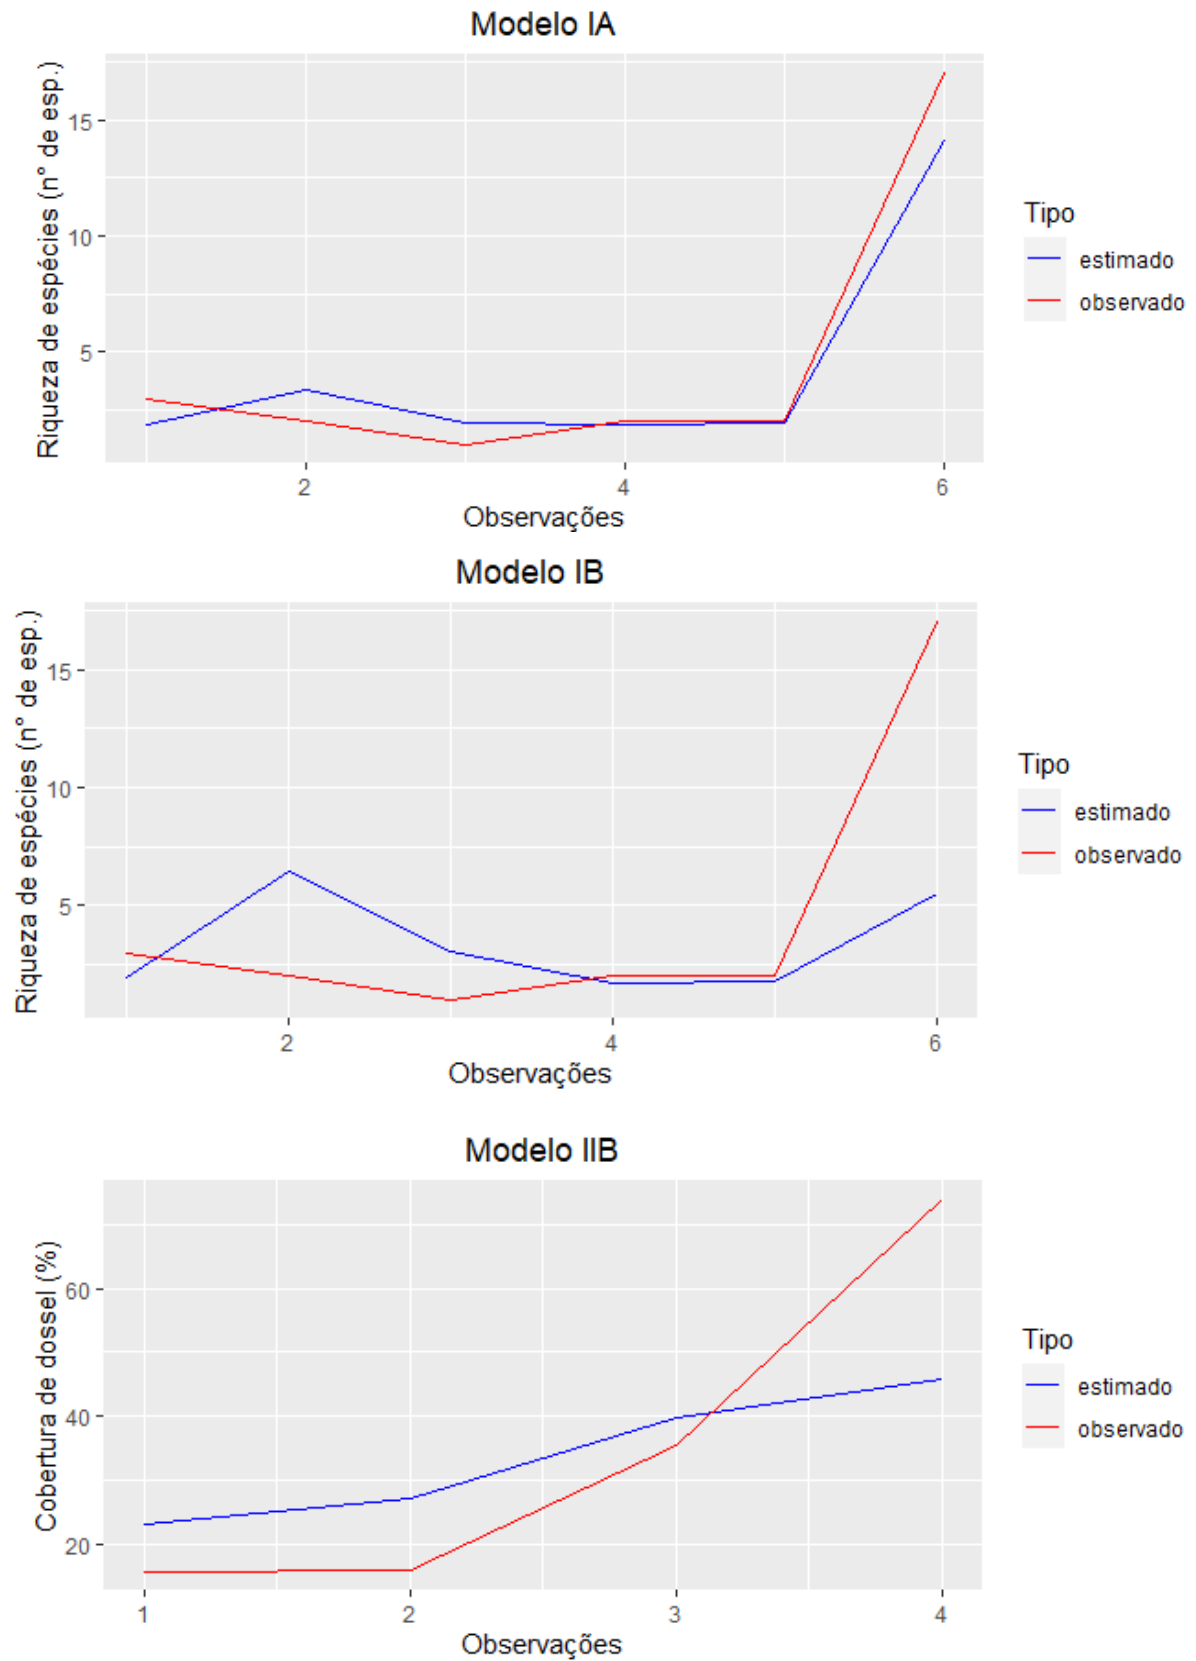 Modelo IA
Riqueza de espécies (n° de esp.)
15
10
5
2
4
6
Observações
Tipo
estimado
observado
Modelo IB
Riqueza de espécies (n° de esp.)
15
10
5
2
4
6
Observações
Tipo
estimado
observado
Modelo IIB
Cobertura de dossel (%)
60
40
20
1
2
3
4
Observações
Tipo
estimado
observado